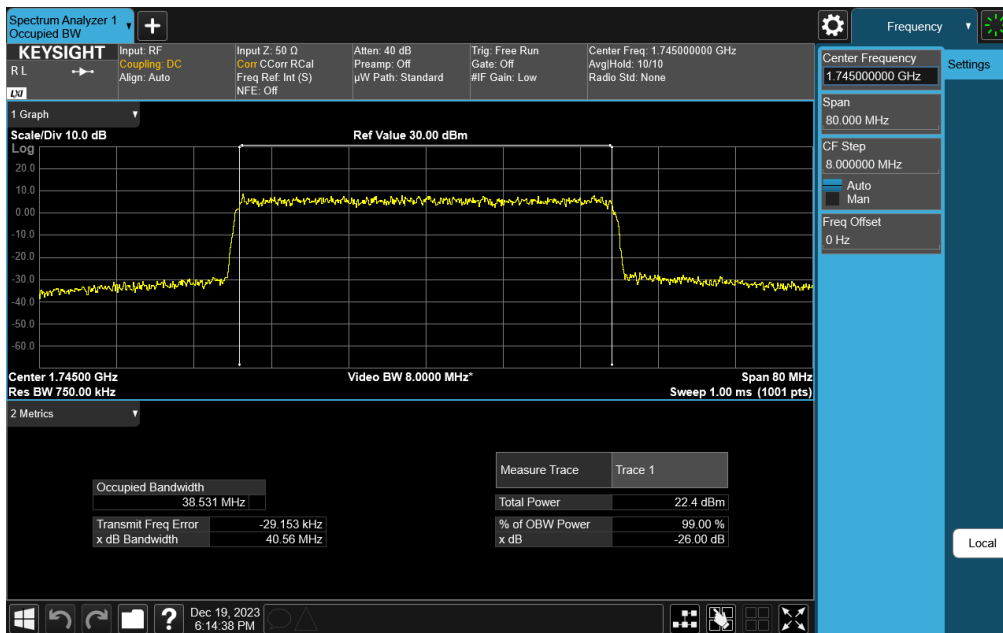 Spectrum Analyzer 1
Occupied BW
Frequency
KEYSIGHT
R L
LXI
Input: RF
Coupling: DC
Align: Auto
Input Z: 50 Ω
Corr CCorr RCal
Freq Ref: Int (S)
NFE: Off
Atten: 40 dB
Preamp: Off
µW Path: Standard
Trig: Free Run
Gate: Off
#IF Gain: Low
Center Freq: 1.745000000 GHz
Avg|Hold: 10/10
Radio Std: None
Center Frequency
1.745000000 GHz
Settings
Span
80.000 MHz
CF Step
8.000000 MHz
Auto
Man
Freq Offset
0 Hz
Local
1 Graph
Scale/Div 10.0 dB
Ref Value 30.00 dBm
Log
20.0
10.0
0.00
-10.0
-20.0
-30.0
-40.0
-50.0
-60.0
Center 1.74500 GHz
Video BW 8.0000 MHz*
Span 80 MHz
Res BW 750.00 kHz
Sweep 1.00 ms (1001 pts)
2 Metrics
Measure Trace
Trace 1
Occupied Bandwidth
38.531 MHz
Total Power
22.4 dBm
Transmit Freq Error
-29.153 kHz
% of OBW Power
99.00 %
x dB Bandwidth
40.56 MHz
x dB
-26.00 dB
?
Dec 19, 2023
6:14:38 PM